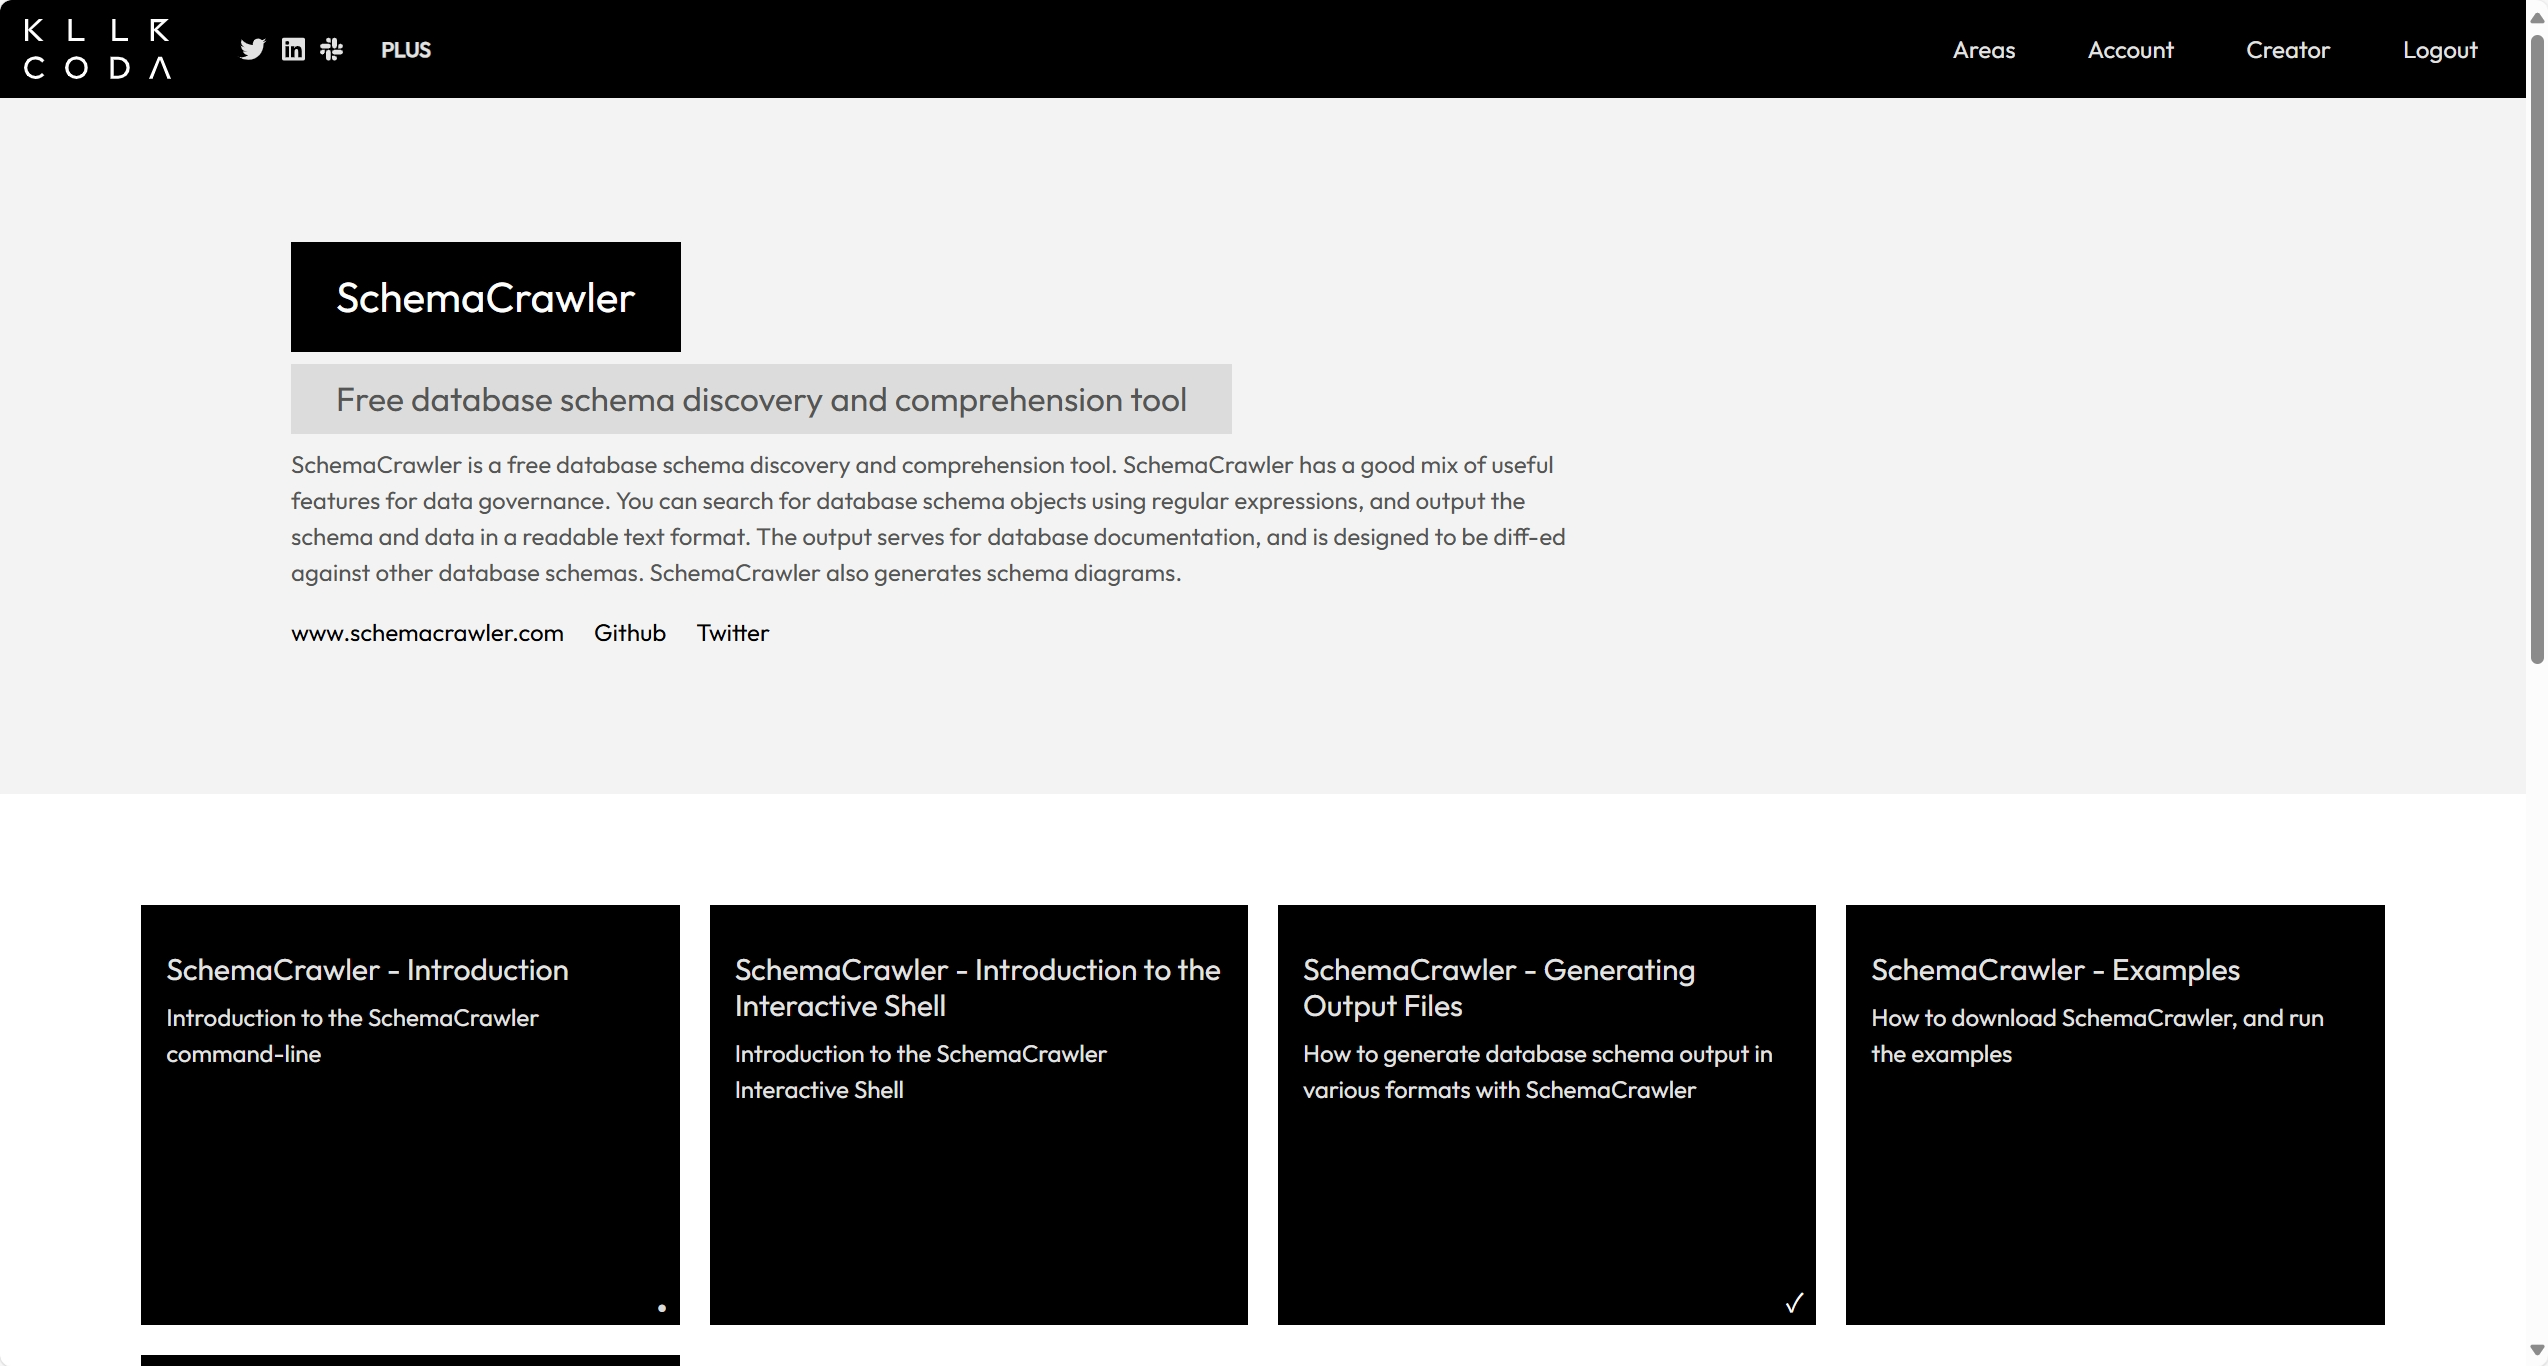 KLLR
CODA
PLUS
Areas
Account
Creator
Logout
SchemaCrawler
Free database schema discovery and comprehension tool
SchemaCrawler is a free database schema discovery and comprehension tool. SchemaCrawler has a good mix of useful
features for data governance. You can search for database schema objects using regular expressions, and output the
schema and data in a readable text format. The output serves for database documentation, and is designed to be diff-ed
against other database schemas. SchemaCrawler also generates schema diagrams.
www.schemacrawler.com
Github
Twitter
SchemaCrawler - Introduction
Introduction to the SchemaCrawler
command-line
SchemaCrawler - Introduction to the
Interactive Shell
Introduction to the SchemaCrawler
Interactive Shell
SchemaCrawler - Generating
Output Files
How to generate database schema output in
various formats with SchemaCrawler
SchemaCrawler - Examples
How to download SchemaCrawler, and run
the examples